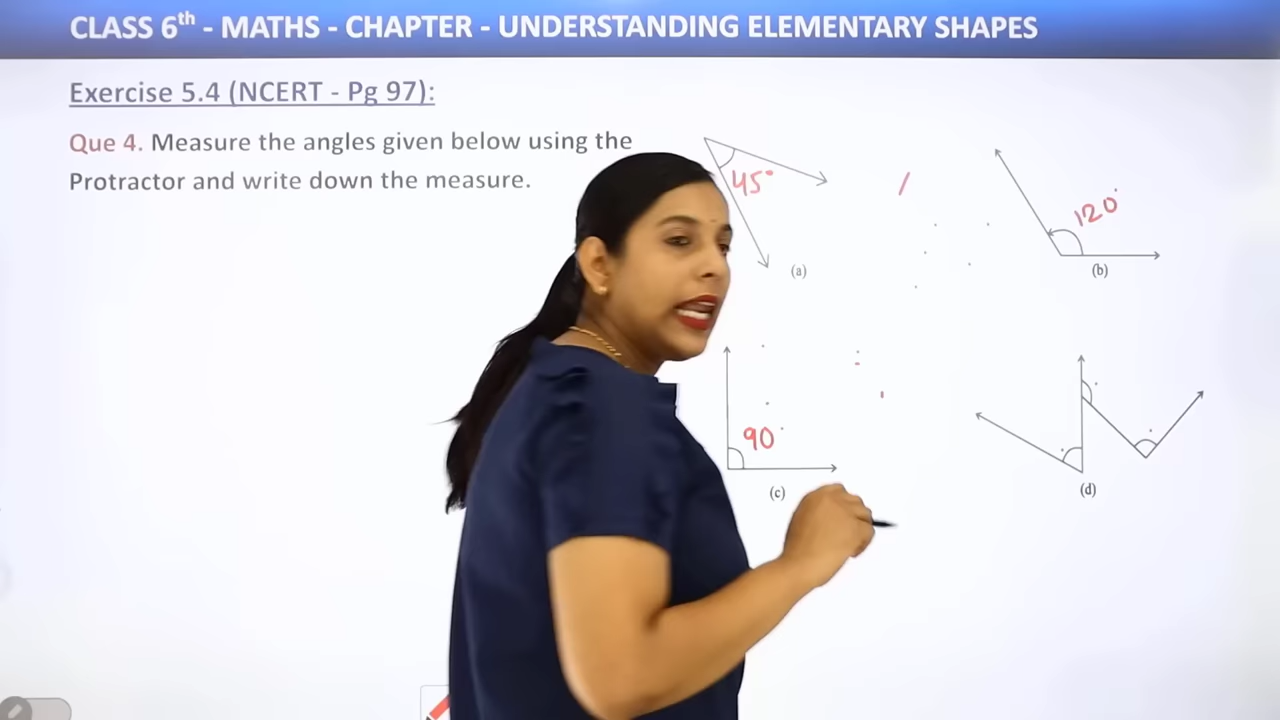 CLASS 6th - MATHS - CHAPTER - UNDERSTANDING ELEMENTARY SHAPES
Exercise 5.4 (NCERT - Pg 97):
Que 4. Measure the angles given below using the
Protractor and write down the measure.
45°
(a)
120°
(b)
90°
(c)
(d)